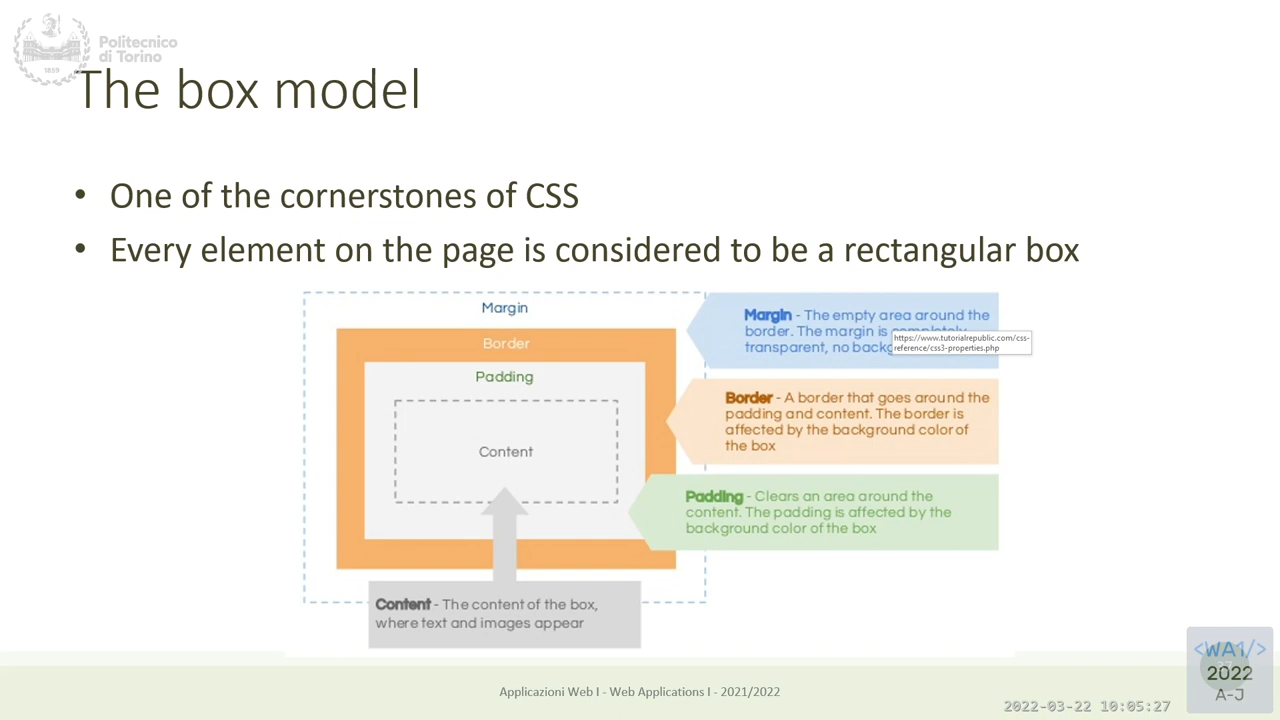 Politecnico
di Torino
1859
The box model
• One of the cornerstones of CSS
• Every element on the page is considered to be a rectangular box
Margin
Border
Padding
Content
Margin - The empty area around the
border. The margin is completely
transparent, no backg
https://www.tutorialrepublic.com/css-
reference/css3-properties.php
Border - A border that goes around the
padding and content. The border is
affected by the background color of
the box
Padding - Clears an area around the
content. The padding is affected by the
background color of the box
Content - The content of the box,
where text and images appear
Applicazioni Web I - Web Applications I - 2021/2022
<WA1/>
2022
A-J
2022-03-22 10:05:27